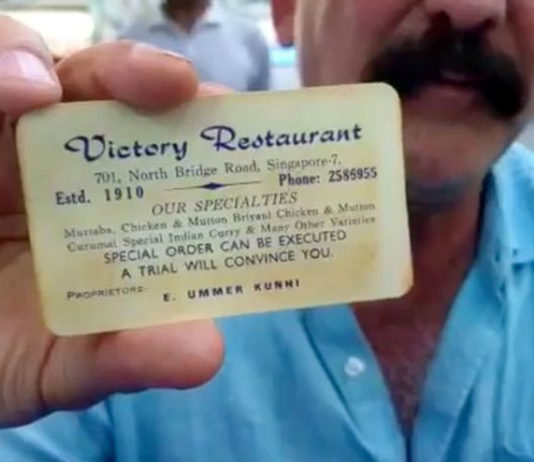 Victory Restaurant
701, North Bridge Road, Singapore-7.
Estd. 1910 Phone: 2586955
OUR SPECIALTIES
Murtaba, Chicken & Mutton Briyani Chicken & Mutton
Gurumai Special Indian Curry & Many Other Varieties
SPECIAL ORDER CAN BE EXECUTED
A TRIAL WILL CONVINCE YOU.
PROPRIETORS: E. UMMER KUNHI